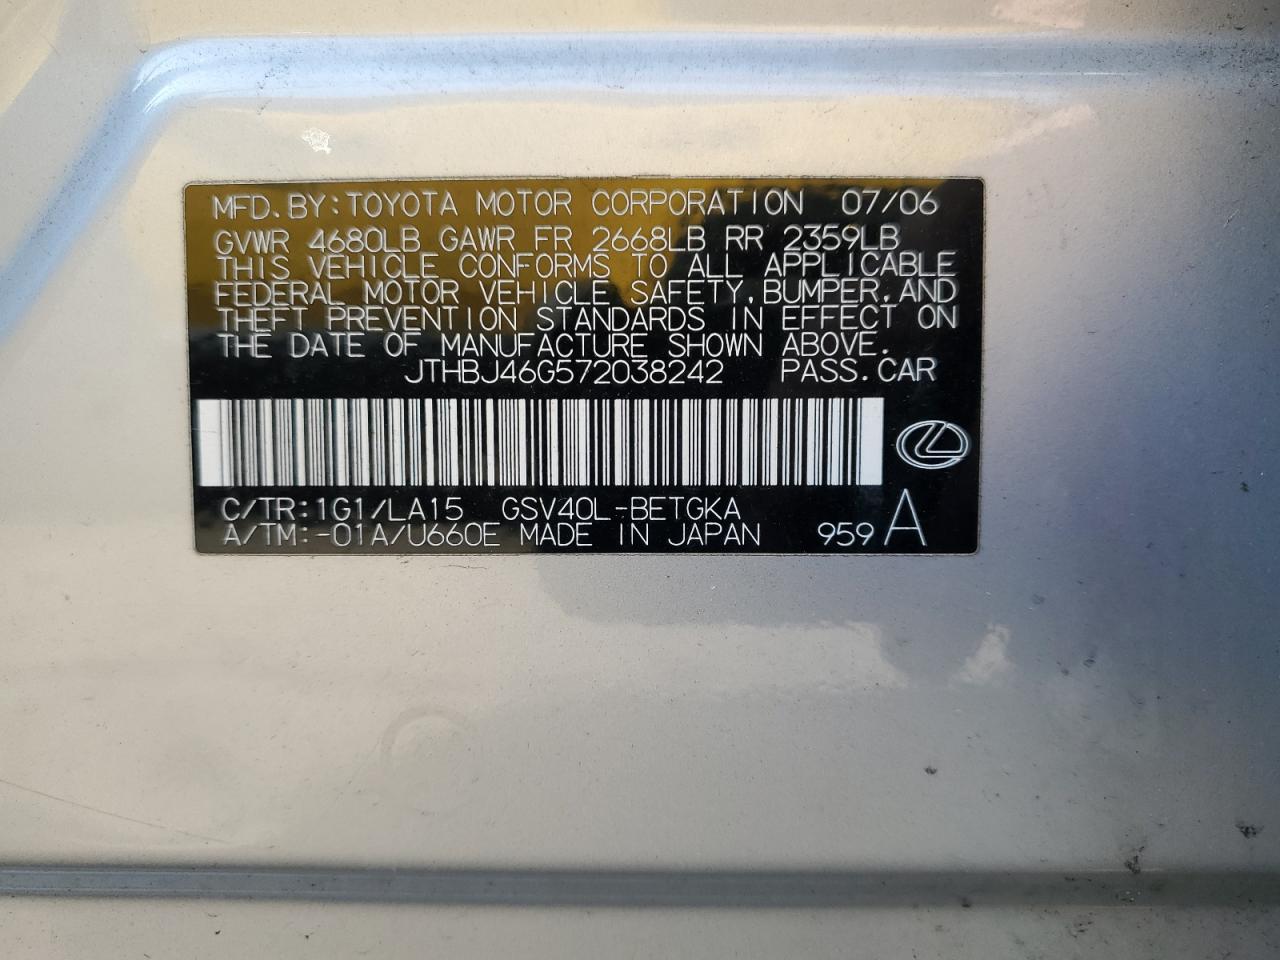 MFD. BY: TOYOTA MOTOR CORPORATION 07/06
GVWR 4680LB GAWR FR 2668LB RR 2359LB
THIS VEHICLE CONFORMS TO ALL APPLICABLE
FEDERAL MOTOR VEHICLE SAFETY, BUMPER, AND
THEFT PREVENTION STANDARDS IN EFFECT ON
THE DATE OF MANUFACTURE SHOWN ABOVE.
JTHBJ46G572038242 PASS. CAR
C/TR: 1G1/LA15 GSV40L-BETGKA
A/TM: -01A/U660E MADE IN JAPAN 959 A